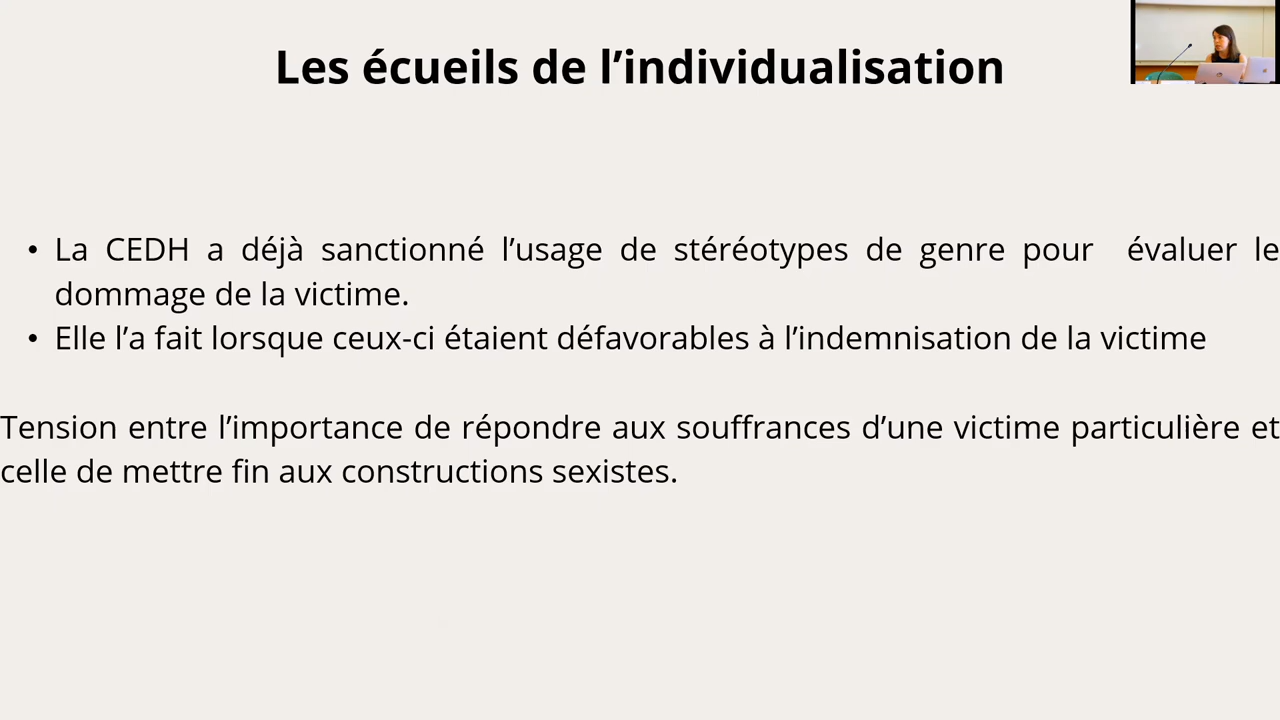 Les écueils de l’individualisation
• La CEDH a déjà sanctionné l’usage de stéréotypes de genre pour évaluer le
dommage de la victime.
• Elle l’a fait lorsque ceux-ci étaient défavorables à l’indemnisation de la victime
Tension entre l’importance de répondre aux souffrances d’une victime particulière et
celle de mettre fin aux constructions sexistes.